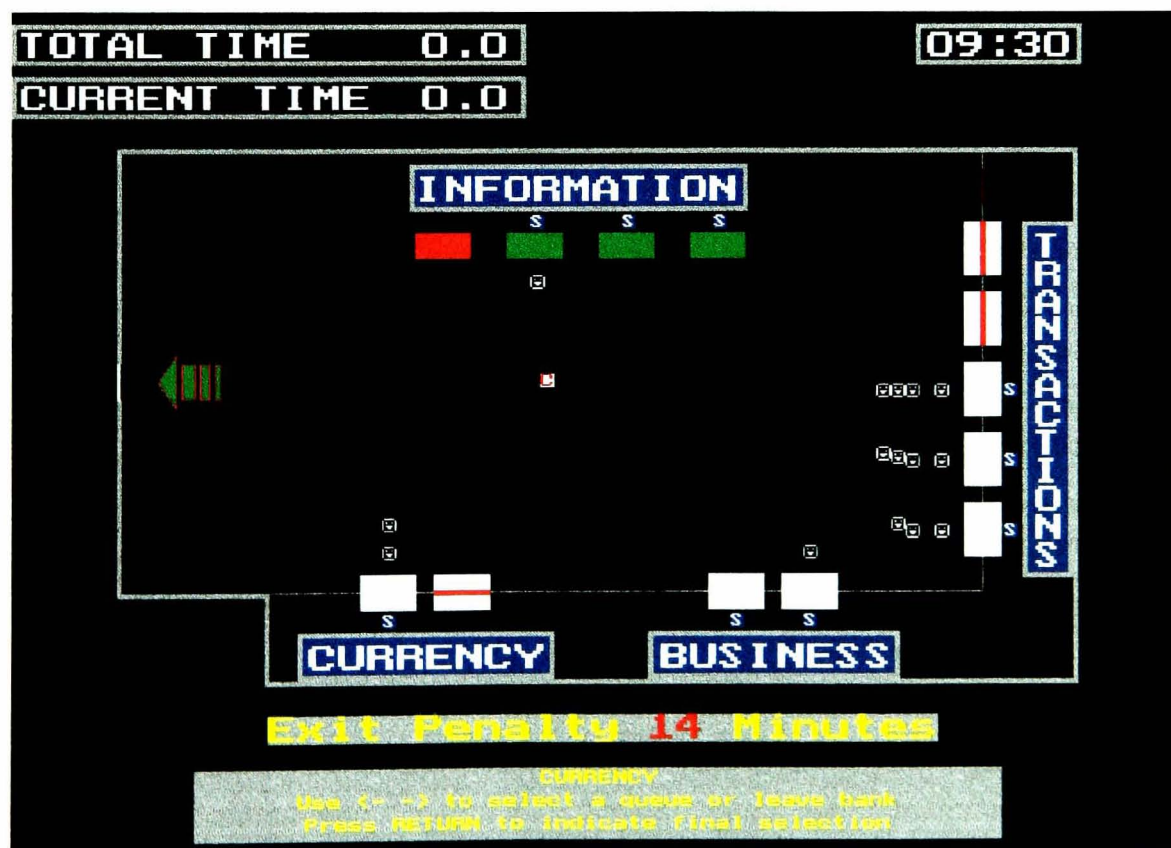 TOTAL TIME 0.0
09:30
CURRENT TIME 0.0
INFORMATION
S S S
TRANSACTIONS
S
S
S
S
S S
CURRENCY
BUSINESS
Exit Penalty 14 Minutes
CURRENCY
Use <- -> to select a queue or leave bank
Press RETURN to indicate final selection